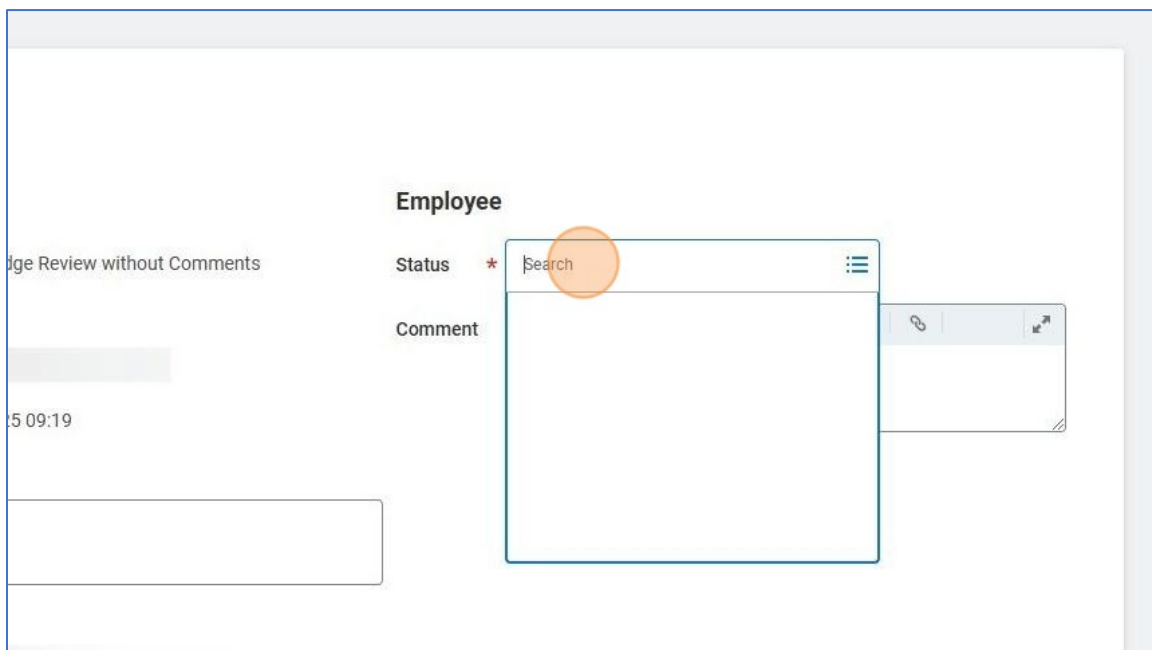 Employee
dge Review without Comments
Status * Search
Comment
25 09:19